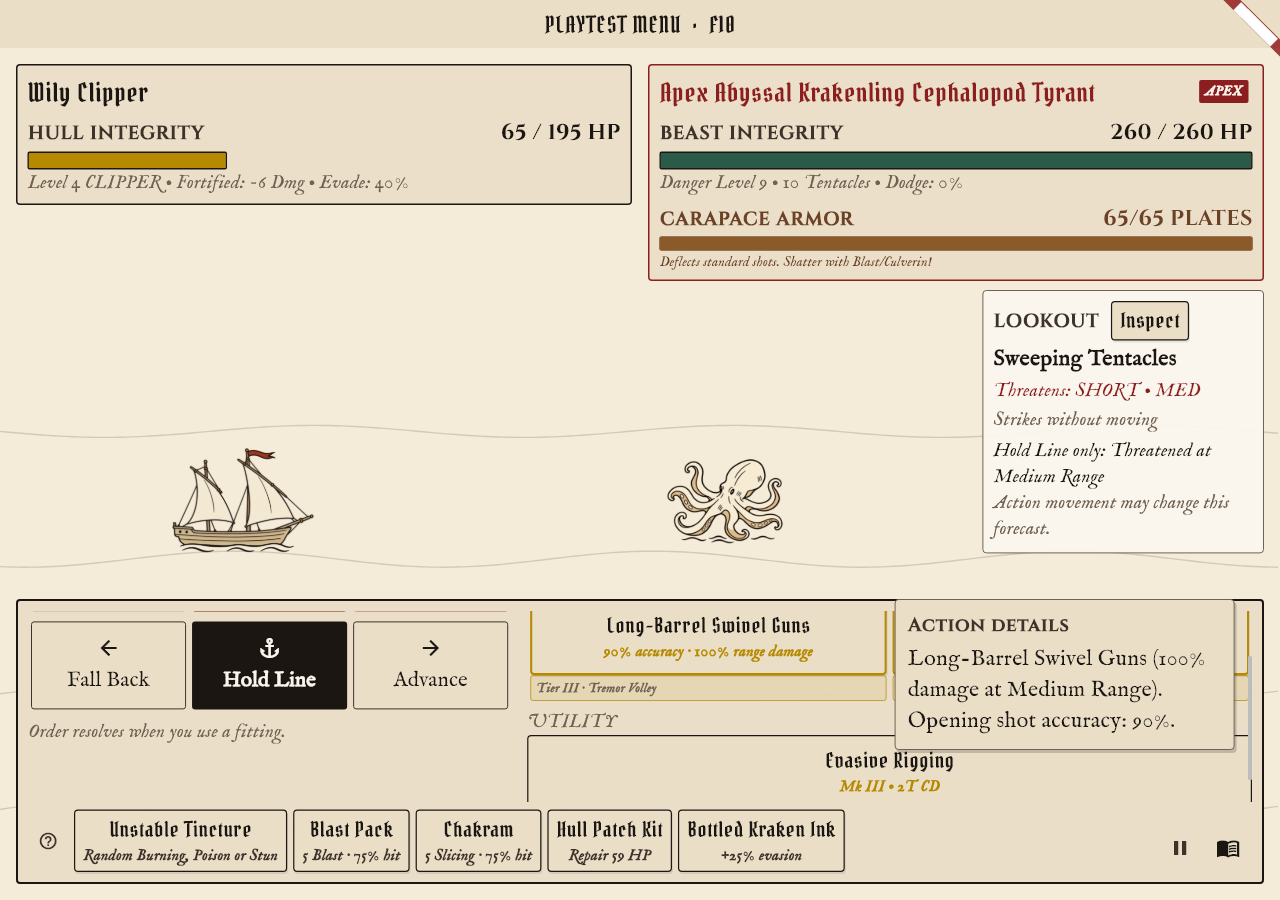 PLAYTEST MENU · F10
Wily Clipper
HULL INTEGRITY 65 / 195 HP
Level 4 CLIPPER • Fortified: -6 Dmg • Evade: 40%
Apex Abyssal Krakenling Cephalopod Tyrant APEX
BEAST INTEGRITY 260 / 260 HP
Danger Level 9 • 10 Tentacles • Dodge: 0%
CARAPACE ARMOR 65/65 PLATES
Deflects standard shots. Shatter with Blast/Culverin!
LOOKOUT Inspect
Sweeping Tentacles
Threatens: SHORT • MED
Strikes without moving
Hold Line only: Threatened at
Medium Range
Action movement may change this
forecast.
Fall Back Hold Line Advance
Order resolves when you use a fitting.
Long-Barrel Swivel Guns
90% accuracy · 100% range damage
Tier III · Tremor Volley
UTILITY
Evasive Rigging
Mk III • 2T CD
ACTION DETAILS
Long-Barrel Swivel Guns (100%
damage at Medium Range).
Opening shot accuracy: 90%.
Unstable Tincture
Random Burning, Poison or Stun
Blast Pack
5 Blast · 75% hit
Chakram
5 Slicing · 75% hit
Hull Patch Kit
Repair 59 HP
Bottled Kraken Ink
+25% evasion